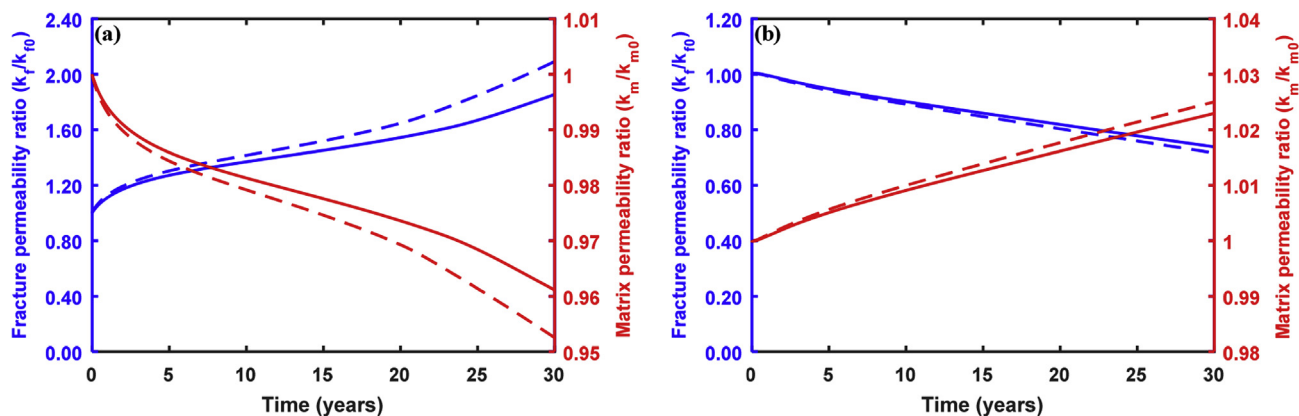 (a)
Fracture permeability ratio (kf/kf0)
2.40
2.00
1.60
1.20
0.80
0.40
0.00
0 5 10 15 20 25 30
Time (years)
1.01
1
0.99
0.98
0.97
0.96
0.95
Matrix permeability ratio (km/km0)
(b)
Fracture permeability ratio (kf/kf0)
1.20
1.00
0.80
0.60
0.40
0.20
0.00
0 5 10 15 20 25 30
Time (years)
1.04
1.03
1.02
1.01
1
0.99
0.98
Matrix permeability ratio (km/km0)